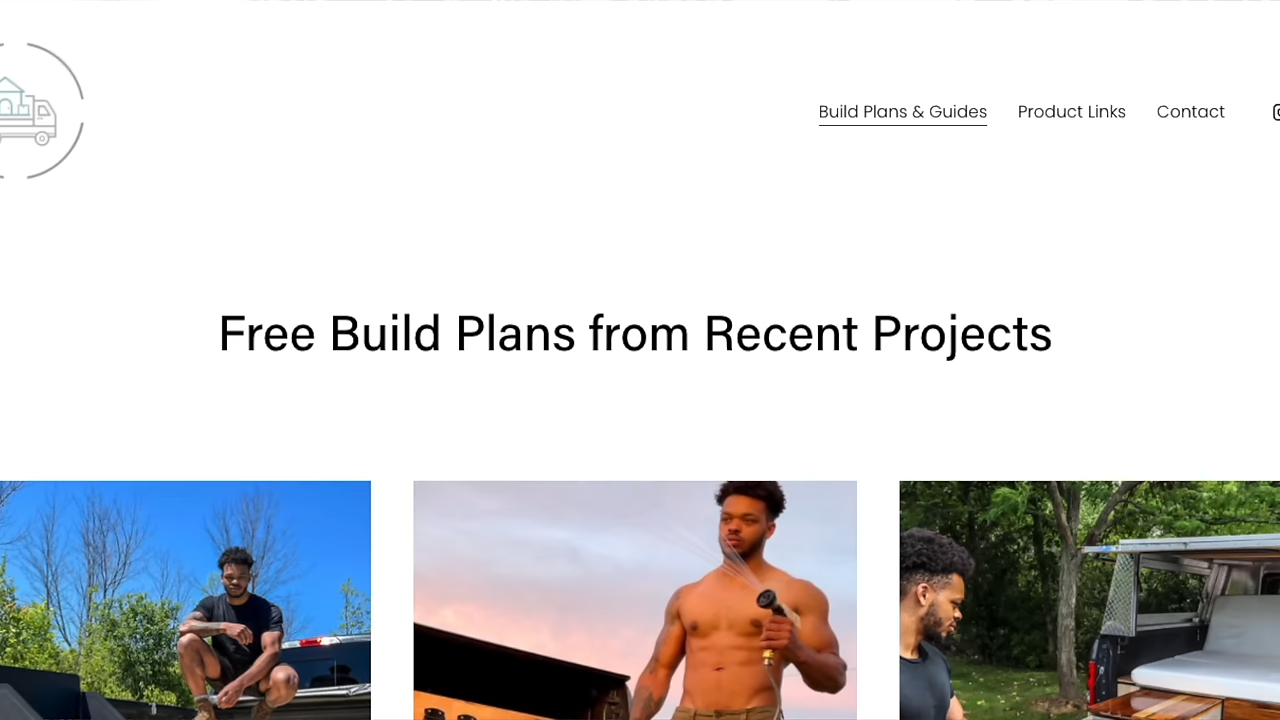 Build Plans & Guides Product Links Contact
Free Build Plans from Recent Projects